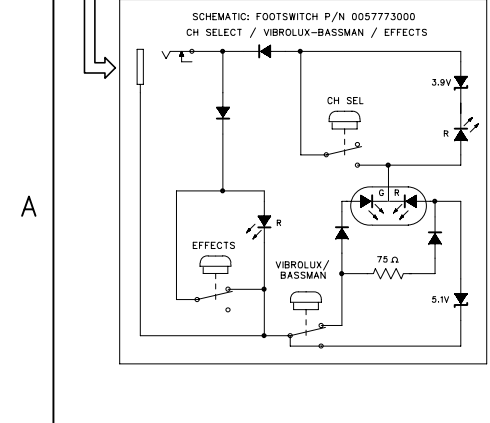 SCHEMATIC: FOOTSWITCH P/N 0057773000
CH SELECT / VIBROLUX-BASSMAN / EFFECTS
3.9V
CH SEL
R
G R
A
R
EFFECTS
VIBROLUX/
BASSMAN
75 Ω
5.1V